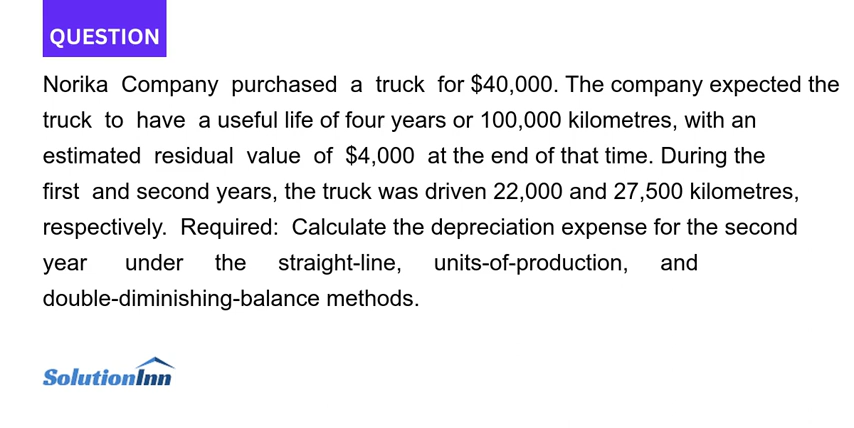 QUESTION
Norika Company purchased a truck for $40,000. The company expected the
truck to have a useful life of four years or 100,000 kilometres, with an
estimated residual value of $4,000 at the end of that time. During the
first and second years, the truck was driven 22,000 and 27,500 kilometres,
respectively. Required: Calculate the depreciation expense for the second
year under the straight-line, units-of-production, and
double-diminishing-balance methods.
SolutionInn